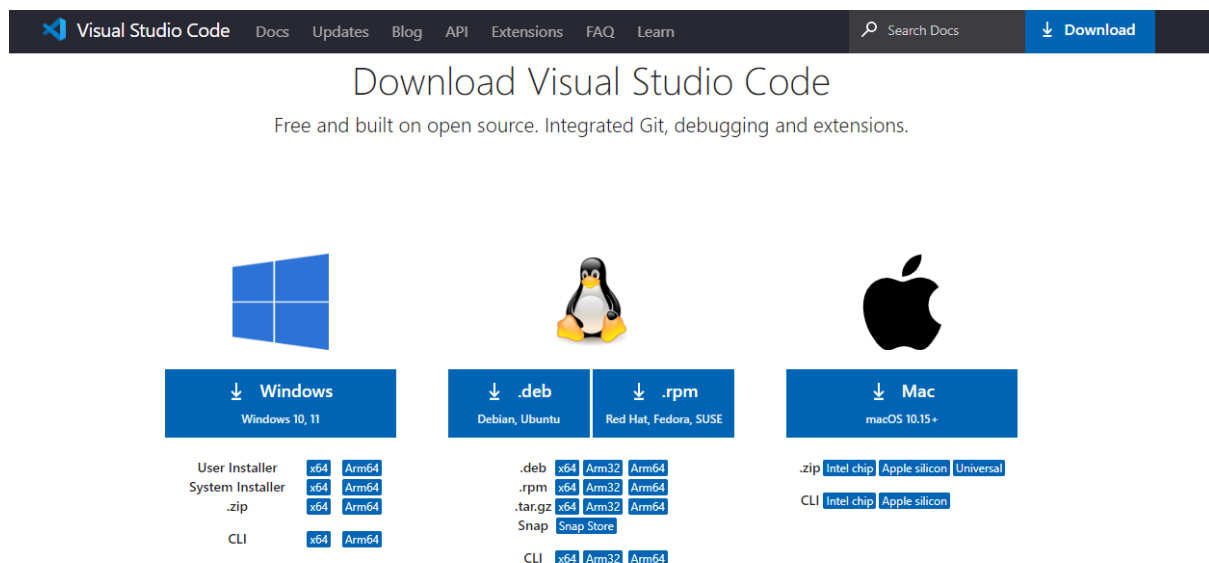 Visual Studio Code Docs Updates Blog API Extensions FAQ Learn Search Docs Download
Download Visual Studio Code
Free and built on open source. Integrated Git, debugging and extensions.
Windows
Windows 10, 11
User Installer x64 Arm64
System Installer x64 Arm64
.zip x64 Arm64
CLI x64 Arm64
.deb
Debian, Ubuntu
.rpm
Red Hat, Fedora, SUSE
.deb x64 Arm32 Arm64
.rpm x64 Arm32 Arm64
.tar.gz x64 Arm32 Arm64
Snap Snap Store
CLI x64 Arm32 Arm64
Mac
macOS 10.15+
.zip Intel chip Apple silicon Universal
CLI Intel chip Apple silicon